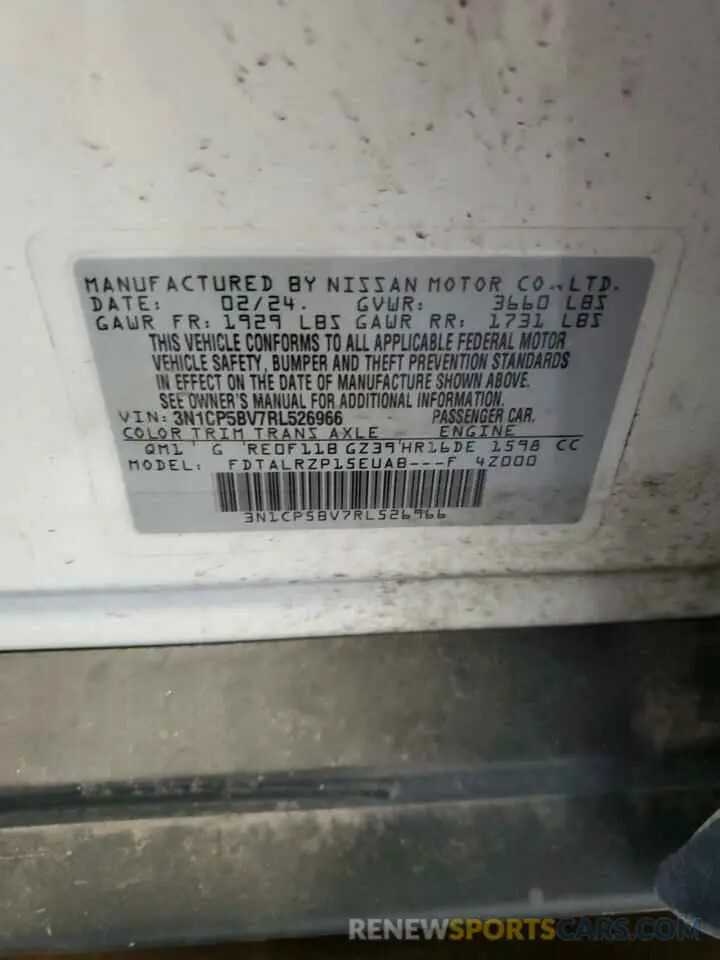 MANUFACTURED BY NISSAN MOTOR CO., LTD.
DATE: 02/24. GVWR: 3660 LBS
GAWR FR: 1929 LBS GAWR RR: 1731 LBS
THIS VEHICLE CONFORMS TO ALL APPLICABLE FEDERAL MOTOR
VEHICLE SAFETY, BUMPER AND THEFT PREVENTION STANDARDS
IN EFFECT ON THE DATE OF MANUFACTURE SHOWN ABOVE.
SEE OWNER'S MANUAL FOR ADDITIONAL INFORMATION.
VIN: 3N1CP5BV7RL526966 PASSENGER CAR.
COLOR TRIM TRANS AXLE ENGINE
QM1 G RE0F11B GZ39 HR16DE 1598 CC
MODEL: FDTALRZP15EUAB---F 4Z000
3N1CP5BV7RL526966
RENEWSPORTSCARS.COM